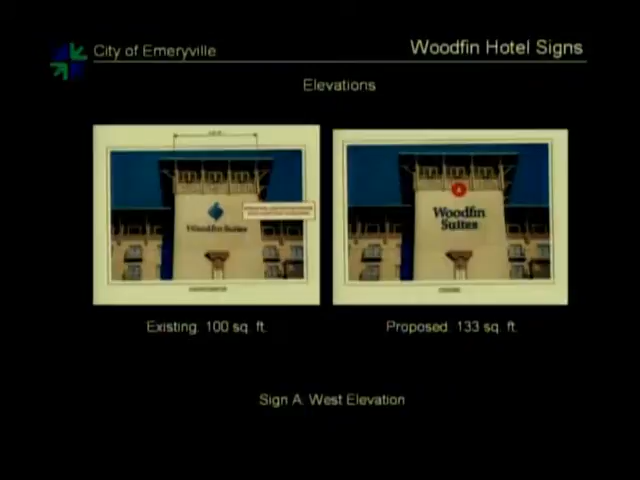 City of Emeryville
Woodfin Hotel Signs
Elevations
Woodfin Suites
A
Woodfin
Suites
Existing: 100 sq. ft.
Proposed: 133 sq. ft.
Sign A: West Elevation